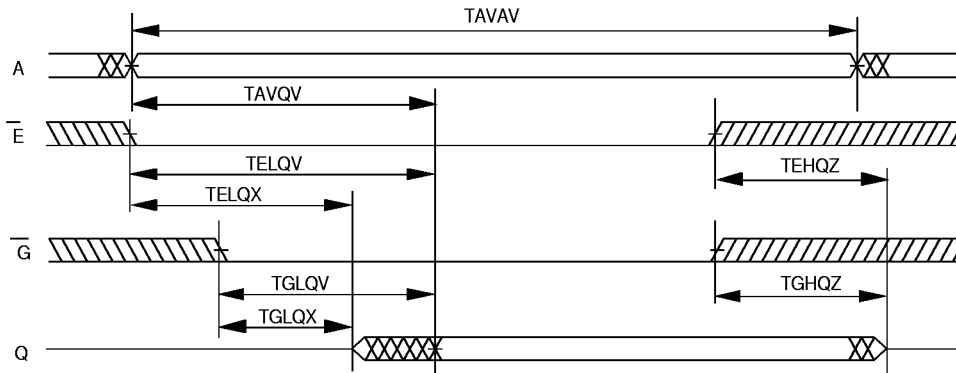 TAVAV
A
TAVQV
E̅
TELQV
TEHQZ
TELQX
G̅
TGLQV
TGHQZ
TGLQX
Q